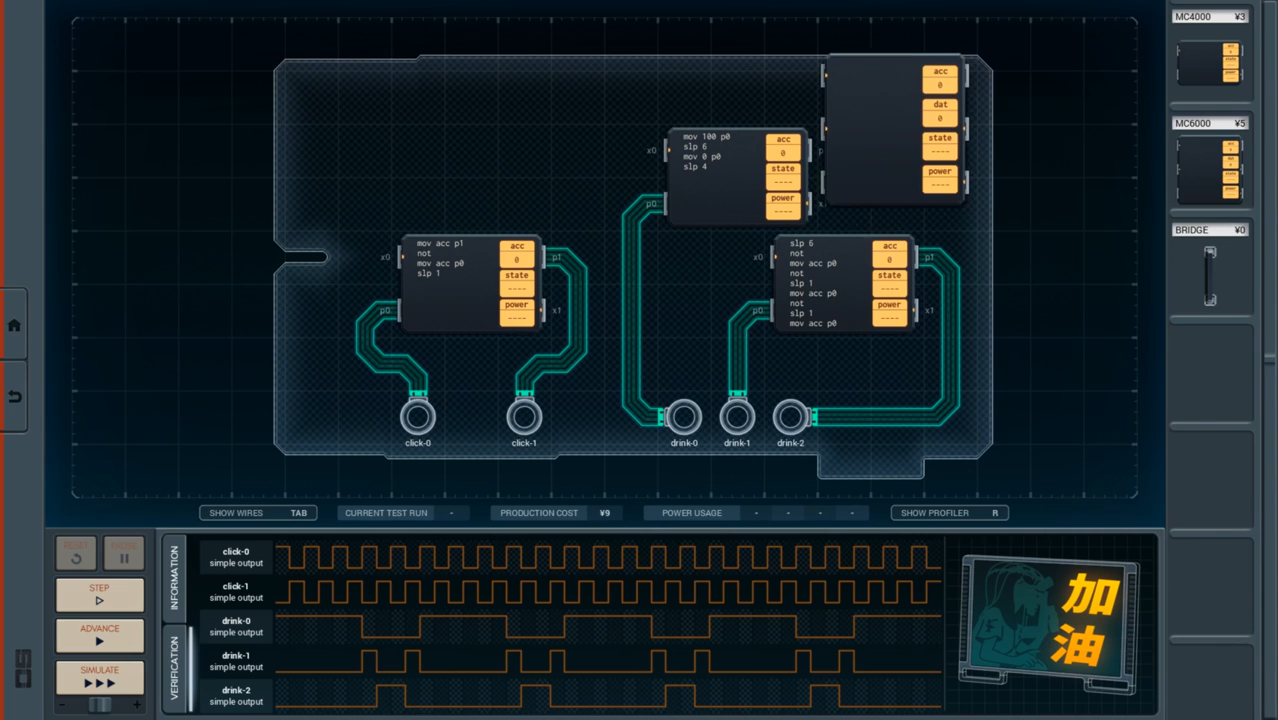 MC4000 ¥3
acc
0
dat
0
state
----
power
----
MC6000 ¥5
x0
mov 100 p0
slp 6
mov 0 p0
slp 4
acc
0
state
----
power
----
p0
BRIDGE ¥0
x0
mov acc p1
not
mov acc p0
slp 1
acc
0
state
----
power
----
p1
p0
x1
x0
slp 6
not
mov acc p0
not
slp 1
mov acc p0
not
slp 1
mov acc p0
acc
0
state
----
power
----
p1
p0
x1
click-0
click-1
drink-0
drink-1
drink-2
SHOW WIRES TAB
CURRENT TEST RUN -
PRODUCTION COST ¥9
POWER USAGE - - - -
SHOW PROFILER R
RESET
PAUSE
STEP
ADVANCE
SIMULATE
- +
INFORMATION
VERIFICATION
click-0
simple output
click-1
simple output
drink-0
simple output
drink-1
simple output
drink-2
simple output
加
油